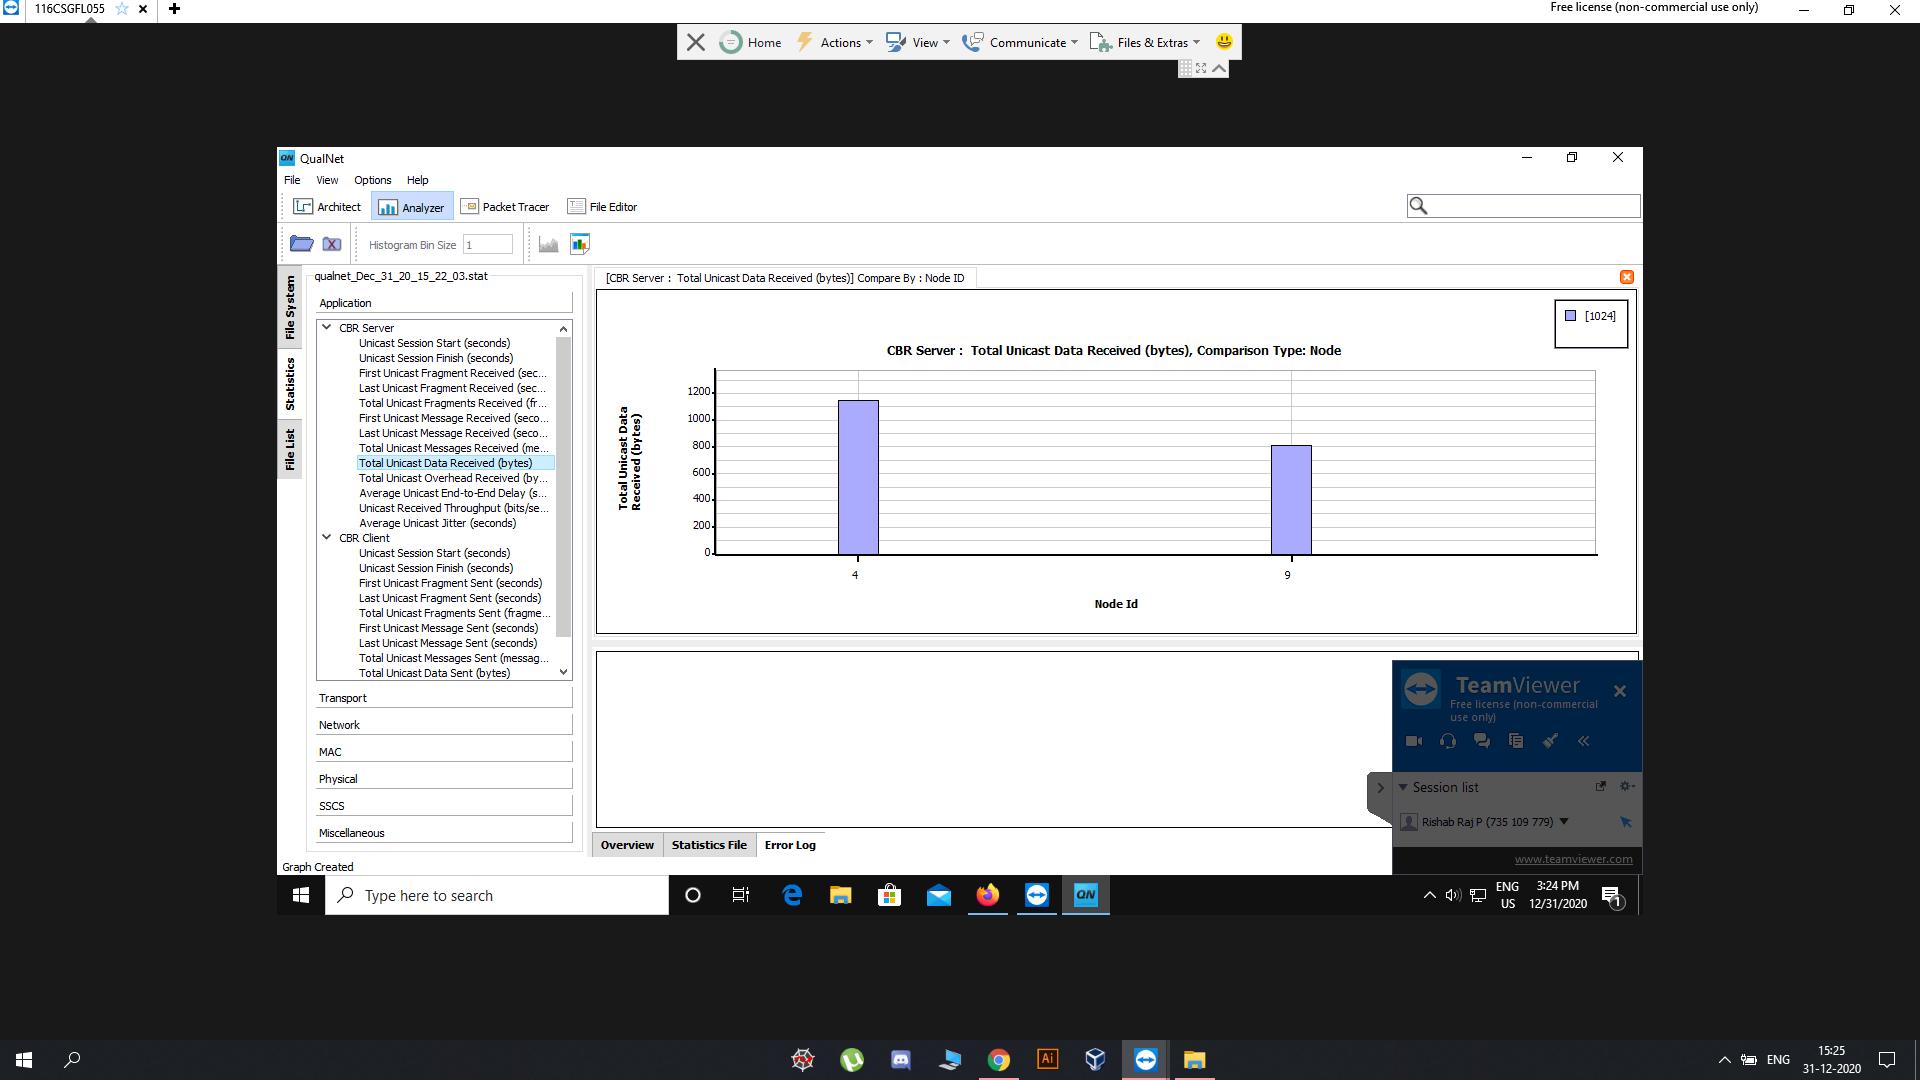 116CSGFL055
Free license (non-commercial use only)
Home
Actions
View
Communicate
Files & Extras
QN QualNet
File View Options Help
Architect
Analyzer
Packet Tracer
File Editor
Histogram Bin Size 1
File System
Statistics
File List
qualnet_Dec_31_20_15_22_03.stat
Application
CBR Server
Unicast Session Start (seconds)
Unicast Session Finish (seconds)
First Unicast Fragment Received (sec...
Last Unicast Fragment Received (sec...
Total Unicast Fragments Received (fr...
First Unicast Message Received (seco...
Last Unicast Message Received (seco...
Total Unicast Messages Received (me...
Total Unicast Data Received (bytes)
Total Unicast Overhead Received (by...
Average Unicast End-to-End Delay (s...
Unicast Received Throughput (bits/se...
Average Unicast Jitter (seconds)
CBR Client
Unicast Session Start (seconds)
Unicast Session Finish (seconds)
First Unicast Fragment Sent (seconds)
Last Unicast Fragment Sent (seconds)
Total Unicast Fragments Sent (fragme...
First Unicast Message Sent (seconds)
Last Unicast Message Sent (seconds)
Total Unicast Messages Sent (messag...
Total Unicast Data Sent (bytes)
Transport
Network
MAC
Physical
SSCS
Miscellaneous
Graph Created
[CBR Server : Total Unicast Data Received (bytes)] Compare By : Node ID
[1024]
CBR Server : Total Unicast Data Received (bytes), Comparison Type: Node
Total Unicast Data
Received (bytes)
1200
1000
800
600
400
200
0
4
9
Node Id
Overview
Statistics File
Error Log
TeamViewer
Free license (non-commercial
use only)
Session list
Rishab Raj P (735 109 779)
www.teamviewer.com
Type here to search
QN
ENG
US
3:24 PM
12/31/2020
1
Ai
ENG
15:25
31-12-2020